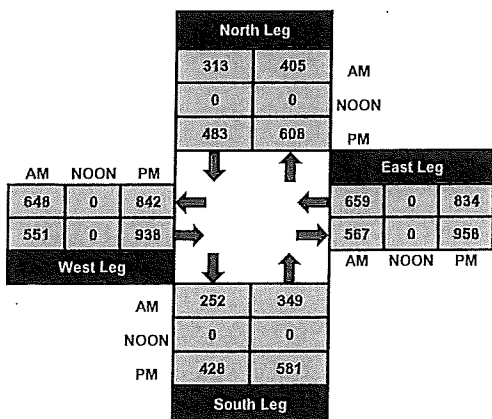 North Leg
313 405 AM
0 0 NOON
483 608 PM
AM NOON PM
East Leg
648 0 842
659 0 834
551 0 938
567 0 958
West Leg
AM NOON PM
AM 252 349
NOON 0 0
PM 428 581
South Leg